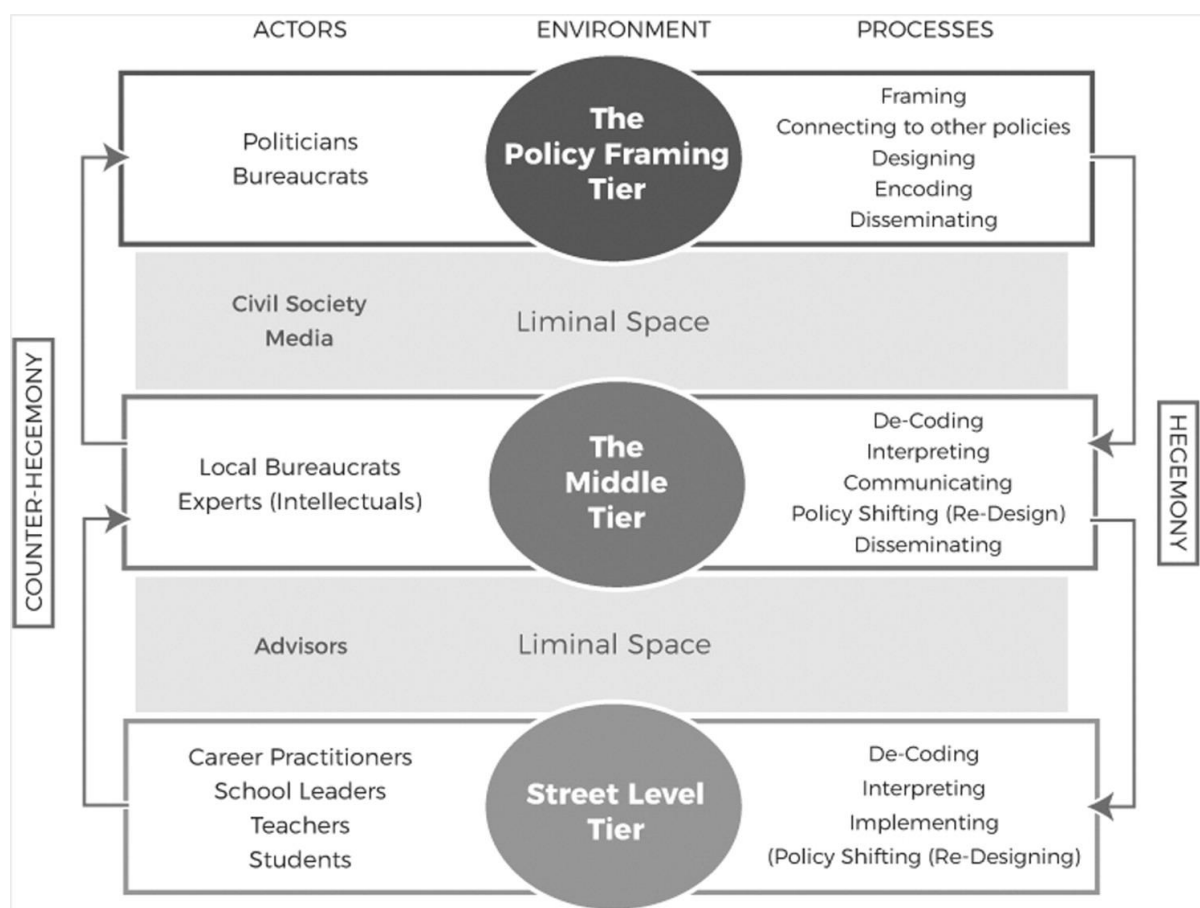 ACTORS
ENVIRONMENT
PROCESSES
Politicians
Bureaucrats
The
Policy Framing
Tier
Framing
Connecting to other policies
Designing
Encoding
Disseminating
Civil Society
Media
Liminal Space
COUNTER-HEGEMONY
HEGEMONY
Local Bureaucrats
Experts (Intellectuals)
The
Middle
Tier
De-Coding
Interpreting
Communicating
Policy Shifting (Re-Design)
Disseminating
Advisors
Liminal Space
Career Practitioners
School Leaders
Teachers
Students
Street Level
Tier
De-Coding
Interpreting
Implementing
(Policy Shifting (Re-Designing)